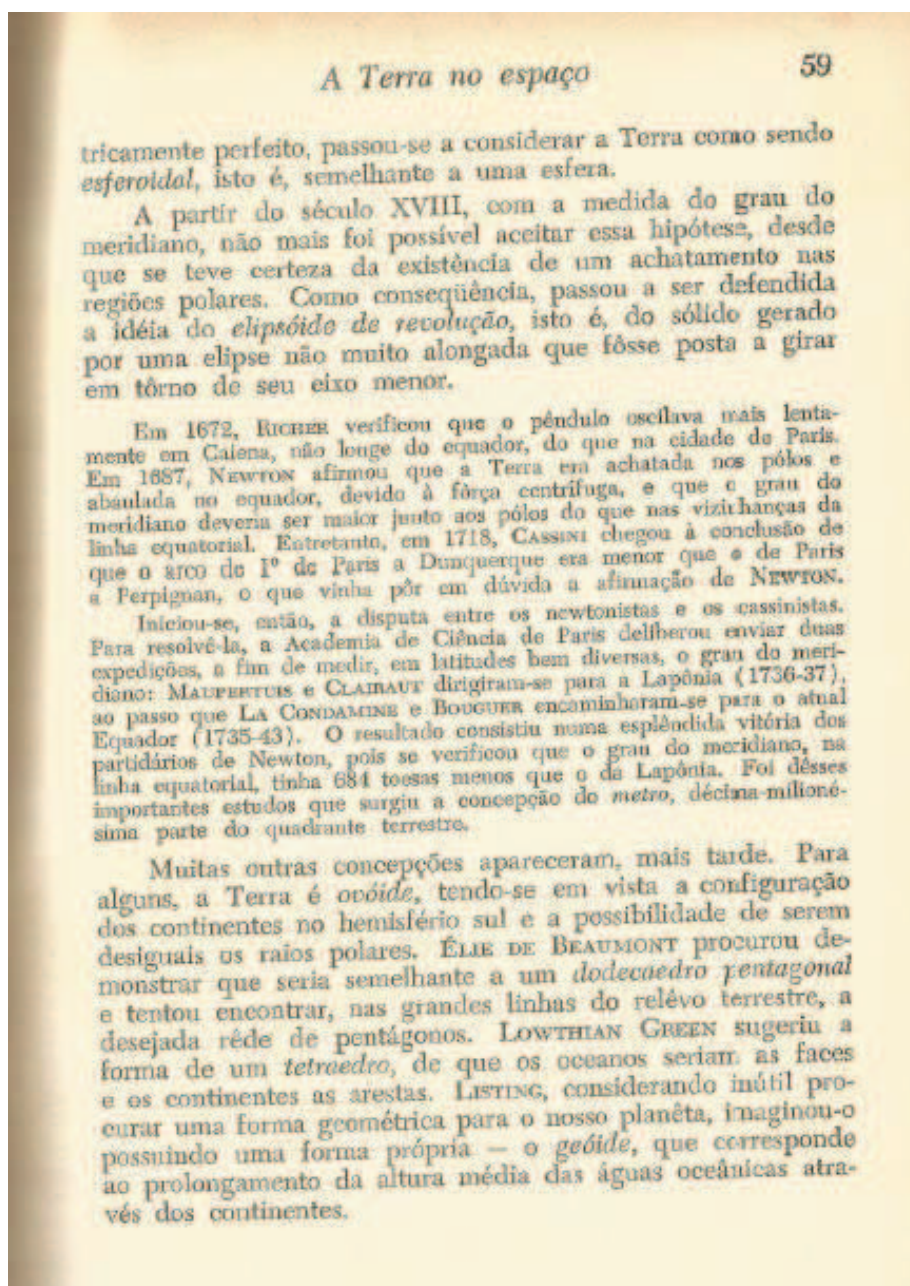 A Terra no espaço
59
tricamente perfeito, passou-se a considerar a Terra como sendo
esferoidal, isto é, semelhante a uma esfera.
A partir do século XVIII, com a medida do grau do
meridiano, não mais foi possível aceitar essa hipótese, desde
que se teve certeza da existência de um achatamento nas
regiões polares. Como conseqüência, passou a ser defendida
a idéia do elipsóide de revolução, isto é, do sólido gerado
por uma elipse não muito alongada que fôsse posta a girar
em tôrno de seu eixo menor.
Em 1672, RICHER verificou que o pêndulo oscilava mais lenta-
mente em Caiena, não longe do equador, do que na cidade de Paris.
Em 1687, NEWTON afirmou que a Terra era achatada nos pólos e
abaulada no equador, devido à fôrça centrífuga, e que o grau do
meridiano deveria ser maior junto aos pólos do que nas vizinhanças da
linha equatorial. Entretanto, em 1718, CASSINI chegou à conclusão de
que o arco de 1º de Paris a Dunquerque era menor que o de Paris
a Perpignan, o que vinha pôr em dúvida a afirmação de NEWTON.
Iniciou-se, então, a disputa entre os newtonistas e os cassinistas.
Para resolvê-la, a Academia de Ciência de Paris deliberou enviar duas
expedições, a fim de medir, em latitudes bem diversas, o grau do meri-
diano: MAUPERTUIS e CLAIRAUT dirigiram-se para a Lapônia (1736-37),
ao passo que LA CONDAMINE e BOUGUER encaminharam-se para o atual
Equador (1735-43). O resultado consistiu numa esplêndida vitória dos
partidários de Newton, pois se verificou que o grau do meridiano, na
linha equatorial, tinha 684 toesas menos que o da Lapônia. Foi dêsses
importantes estudos que surgiu a concepção do metro, décima-milioné-
sima parte do quadrante terrestre.
Muitas outras concepções apareceram, mais tarde. Para
alguns, a Terra é ovóide, tendo-se em vista a configuração
dos continentes no hemisfério sul e a possibilidade de serem
desiguais os raios polares. ÉLIE DE BEAUMONT procurou de-
monstrar que seria semelhante a um dodecaedro pentagonal
e tentou encontrar, nas grandes linhas do relêvo terrestre, a
desejada rêde de pentágonos. LOWTHIAN GREEN sugeriu a
forma de um tetraedro, de que os oceanos seriam as faces
e os continentes as arestas. LISTING, considerando inútil pro-
curar uma forma geométrica para o nosso planêta, imaginou-o
possuindo uma forma própria — o geóide, que corresponde
ao prolongamento da altura média das águas oceânicas atra-
vés dos continentes.